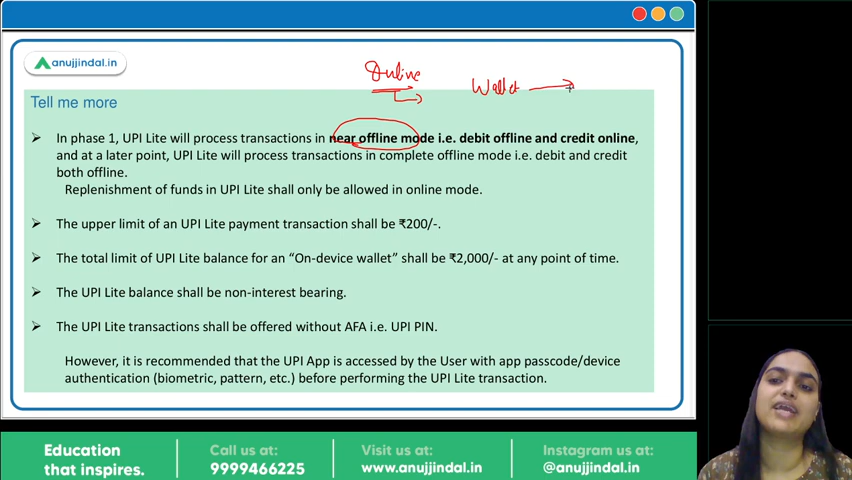 anujjindal.in
Online
Wallet
Tell me more
In phase 1, UPI Lite will process transactions in near offline mode i.e. debit offline and credit online,
and at a later point, UPI Lite will process transactions in complete offline mode i.e. debit and credit
both offline.
Replenishment of funds in UPI Lite shall only be allowed in online mode.
The upper limit of an UPI Lite payment transaction shall be ₹200/-.
The total limit of UPI Lite balance for an “On-device wallet” shall be ₹2,000/- at any point of time.
The UPI Lite balance shall be non-interest bearing.
The UPI Lite transactions shall be offered without AFA i.e. UPI PIN.
However, it is recommended that the UPI App is accessed by the User with app passcode/device
authentication (biometric, pattern, etc.) before performing the UPI Lite transaction.
Education
that inspires.
Call us at:
9999466225
Visit us at:
www.anujjindal.in
Instagram us at:
@anujjindal.in